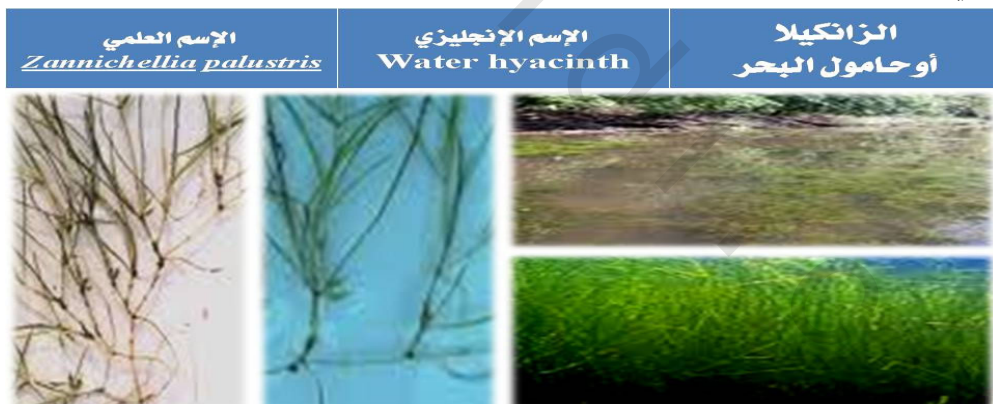 الزانكيلا
أوحامول البحر
الإسم الإنجليزي
Water hyacinth
الإسم العلمي
Zannichellia palustris